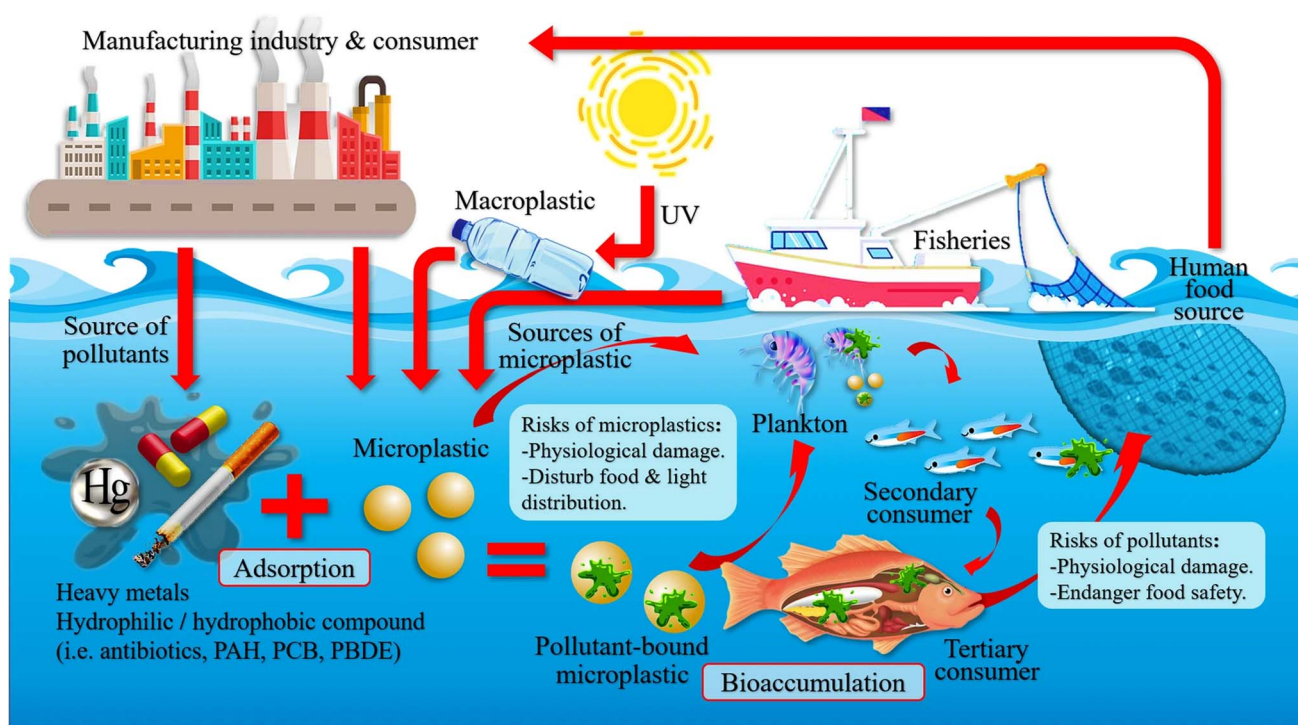 Manufacturing industry & consumer
Macroplastic
UV
Fisheries
Human
food
source
Source of
pollutants
Sources of
microplastic
Hg
Microplastic
Risks of microplastics:
-Physiological damage.
-Disturb food & light
distribution.
Plankton
Secondary
consumer
Risks of pollutants:
-Physiological damage.
-Endanger food safety.
Adsorption
Heavy metals
Hydrophilic / hydrophobic compound
(i.e. antibiotics, PAH, PCB, PBDE)
Pollutant-bound
microplastic
Bioaccumulation
Tertiary
consumer